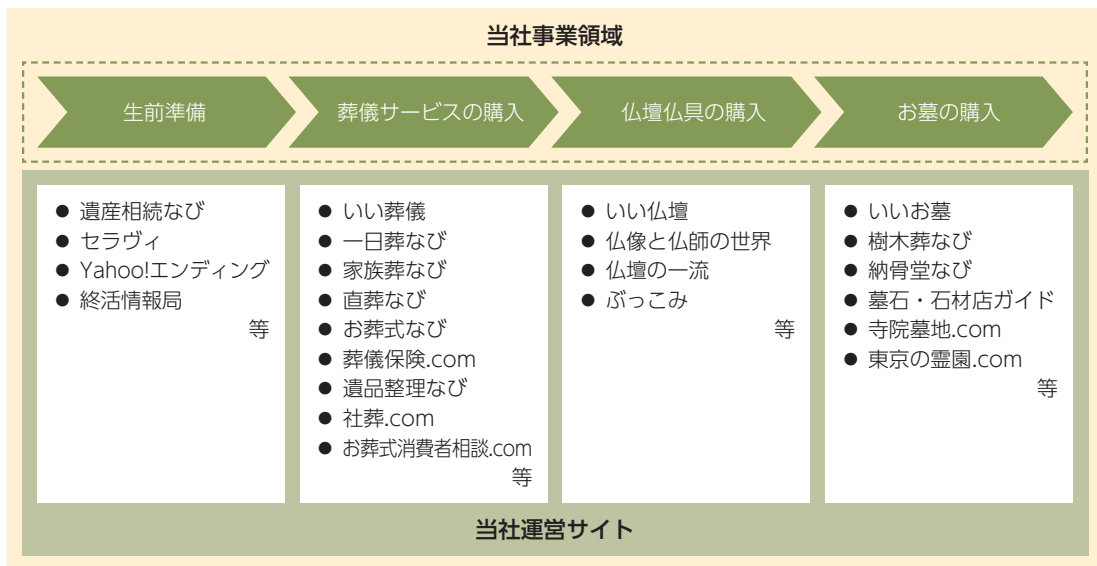 当社事業領域
生前準備
葬儀サービスの購入
仏壇仏具の購入
お墓の購入
● 遺産相続なび
● セラヴィ
● Yahoo!エンディング
● 終活情報局
等
● いい葬儀
● 一日葬なび
● 家族葬なび
● 直葬なび
● お葬式なび
● 葬儀保険.com
● 遺品整理なび
● 社葬.com
● お葬式消費者相談.com
等
● いい仏壇
● 仏像と仏師の世界
● 仏壇の一流
● ぶっこみ
等
● いいお墓
● 樹木葬なび
● 納骨堂なび
● 墓石・石材店ガイド
● 寺院墓地.com
● 東京の霊園.com
等
当社運営サイト